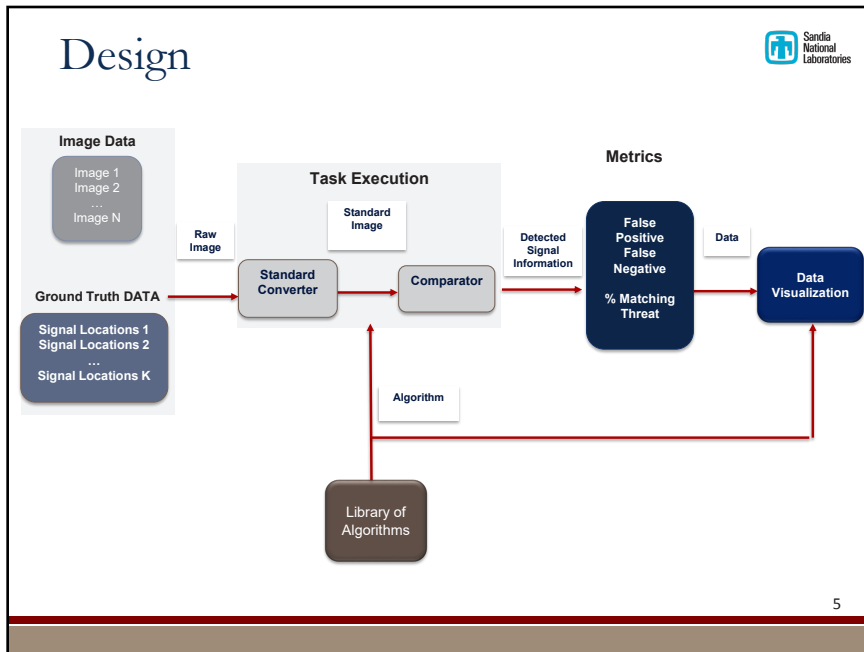 Design
Sandia
National
Laboratories
Image Data
Image 1
Image 2
...
Image N
Ground Truth DATA
Signal Locations 1
Signal Locations 2
...
Signal Locations K
Raw
Image
Task Execution
Standard
Image
Standard
Converter
Comparator
Detected
Signal
Information
Metrics
False
Positive
False
Negative
% Matching
Threat
Data
Data
Visualization
Algorithm
Library of
Algorithms
5